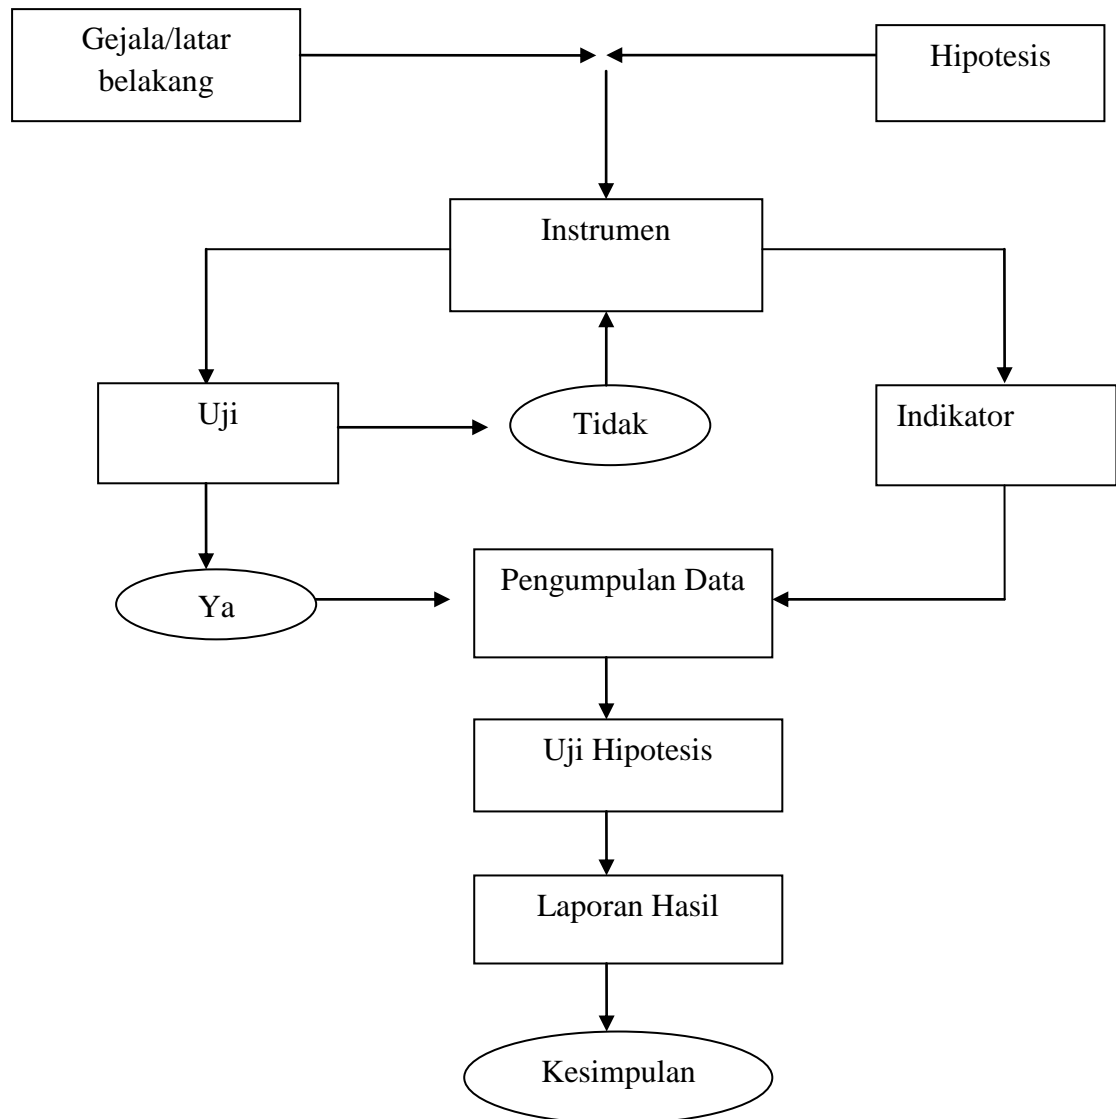 Gejala/latar
belakang
Hipotesis
Instrumen
Uji
Tidak
Indikator
Ya
Pengumpulan Data
Uji Hipotesis
Laporan Hasil
Kesimpulan